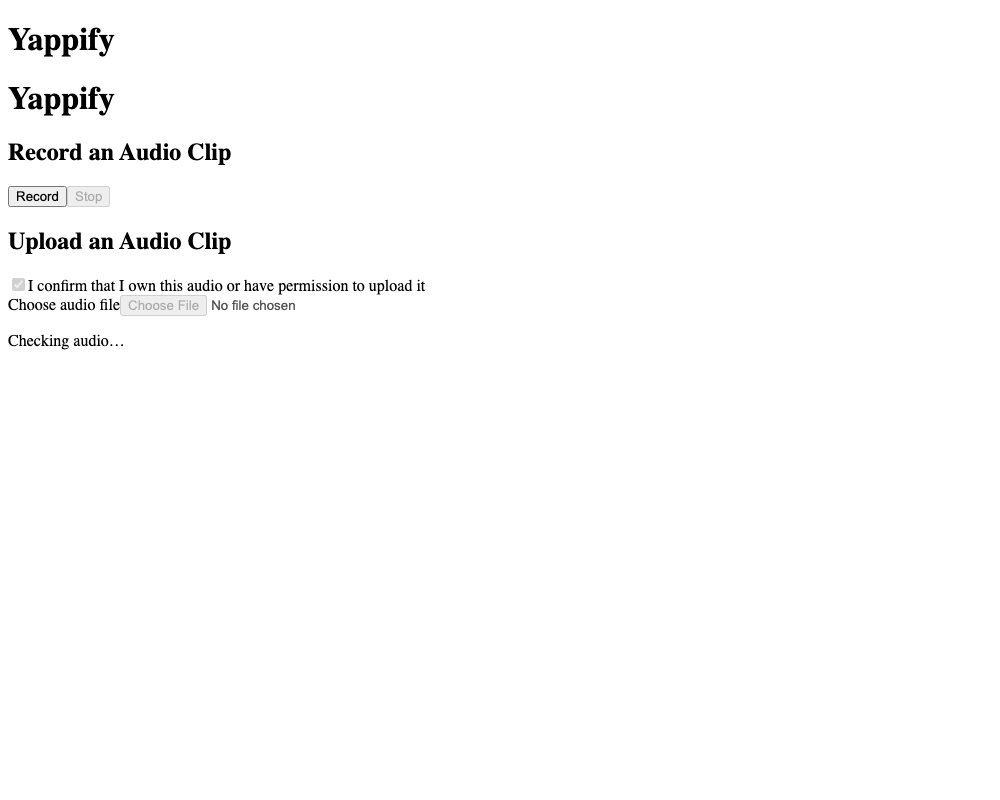 Yappify
Yappify
Record an Audio Clip
Record Stop
Upload an Audio Clip
I confirm that I own this audio or have permission to upload it
Choose audio file Choose File No file chosen
Checking audio…